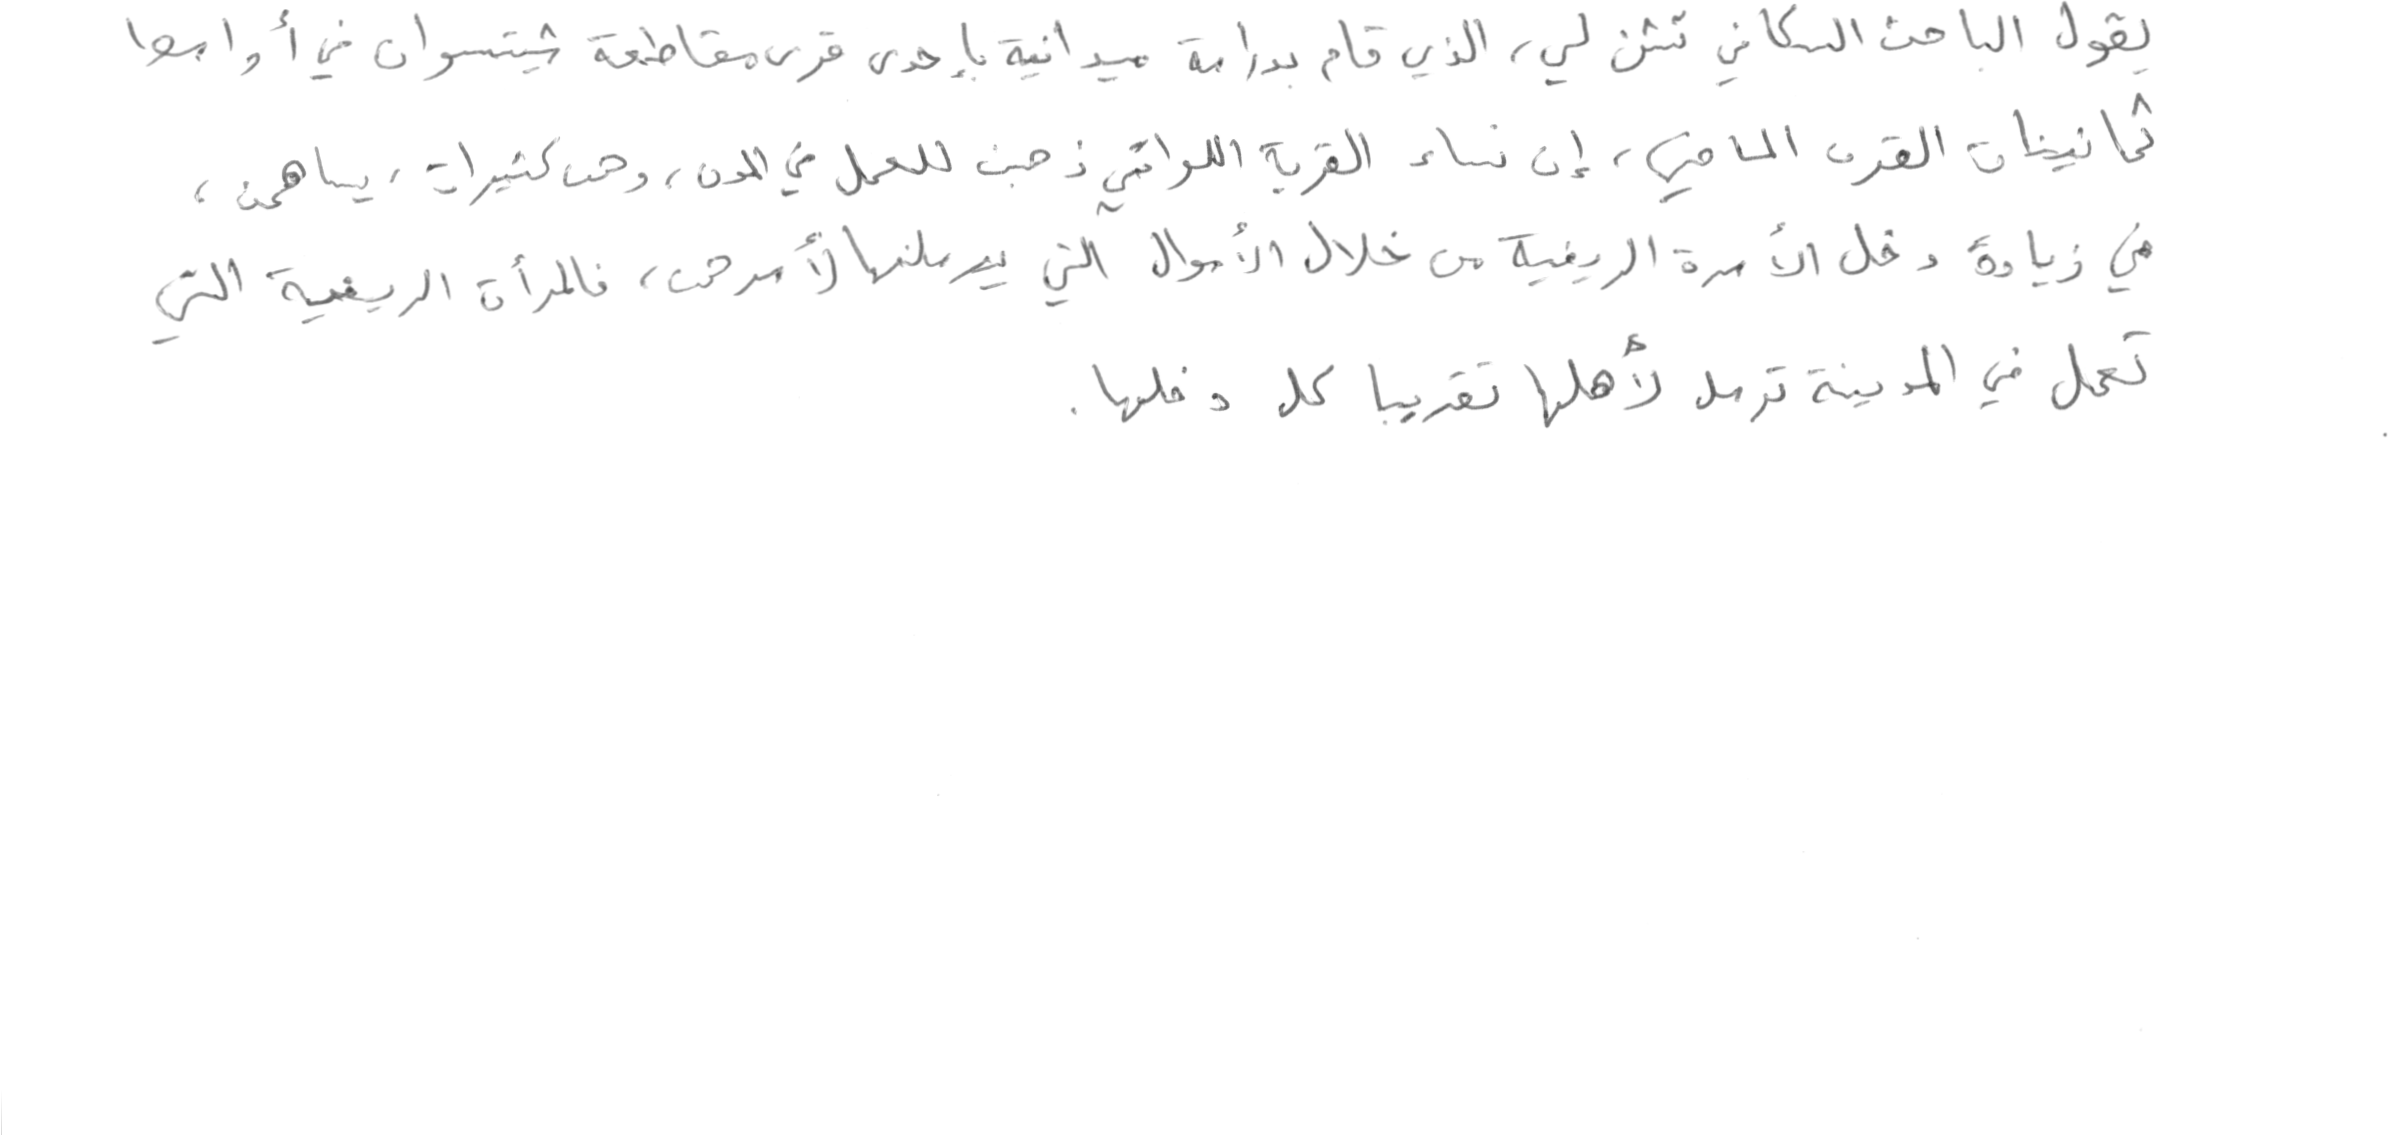 يقول الباحث السكاني تشن لي، الذي قام بدراسة ميدانية بإحدى قرى مقاطعة شيتسوان في أواسط
ثمانينات القرن الماضي، إن نساء القرية اللواتي ذهبن للعمل في المدن، وهن كثيرات، يساهمن،
في زيادة دخل الأسرة الريفية من خلال الأموال التي يرسلنها لأسرهن، فالمرأة الريفية التي
تعمل في المدينة ترسل لأهلها تقريبا كل دخلها.